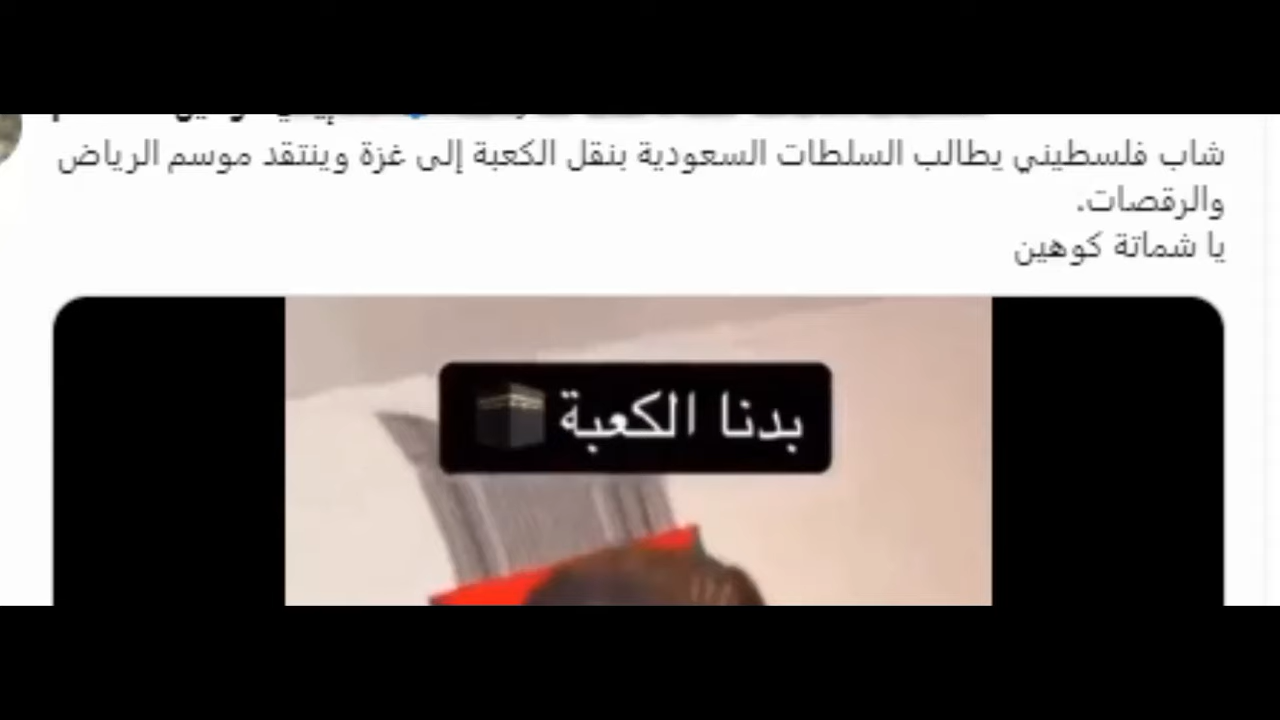 شاب فلسطيني يطالب السلطات السعودية بنقل الكعبة إلى غزة وينتقد موسم الرياض
والرقصات.
يا شماتة كوهين
بدنا الكعبة